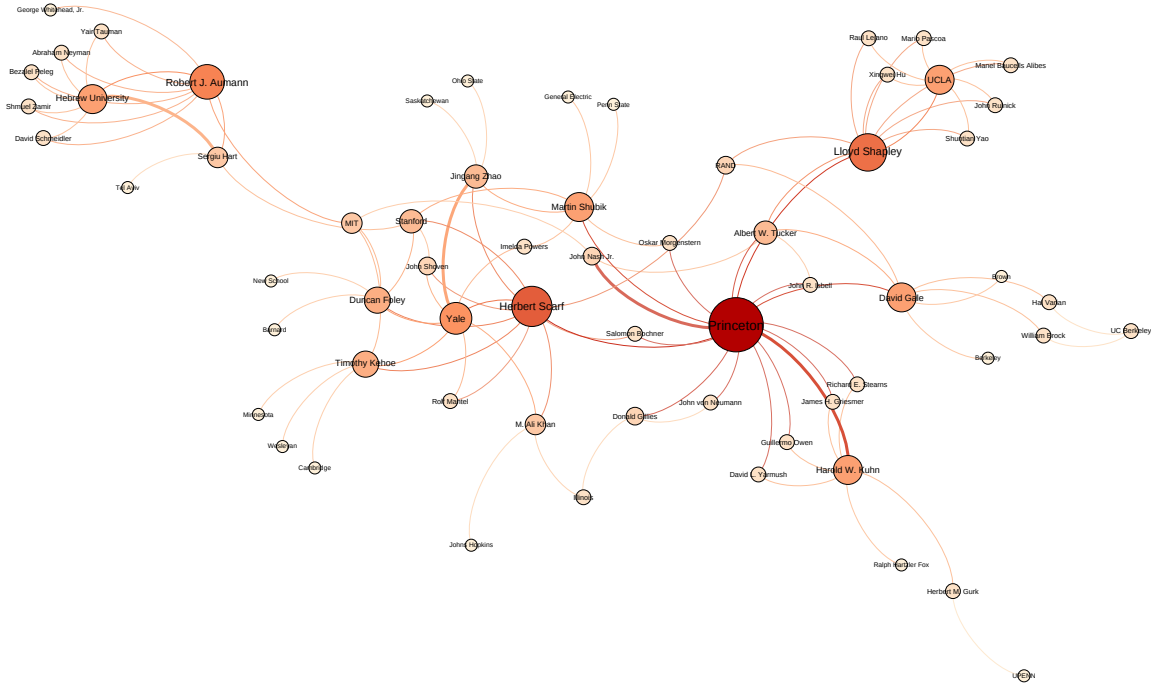 George Whitehead, Jr.
Yair Tauman
Raul Lejano
Mario Pascoa
Abraham Neyman
Manel Baucells Alibes
Bezalel Peleg
Xingwei Hu
UCLA
Robert J. Aumann
Ohio State
Hebrew University
General Electric
Saskatchewan
Penn State
Shmuel Zamir
John Rutnick
David Schmeidler
Shuntian Yao
Lloyd Shapley
Sergiu Hart
RAND
Jingang Zhao
Tel Aviv
Martin Shubik
MIT
Stanford
Albert W. Tucker
Imelda Powers
Oskar Morgenstern
John Nash Jr.
John Shoven
Brown
New School
John R. Isbell
Duncan Foley
David Gale
Hal Varian
Herbert Scarf
Yale
Princeton
Barnard
UC Berkeley
Salomon Bochner
William Brock
Berkeley
Timothy Kehoe
Richard E. Stearns
Rolf Mantel
John von Neumann
James H. Griesmer
Minnesota
Donald Gillies
M. Ali Khan
Wesleyan
Guillermo Owen
Cambridge
Harold W. Kuhn
David L. Yarmush
Illinois
Johns Hopkins
Ralph Hartzler Fox
Herbert M. Gurk
UPENN